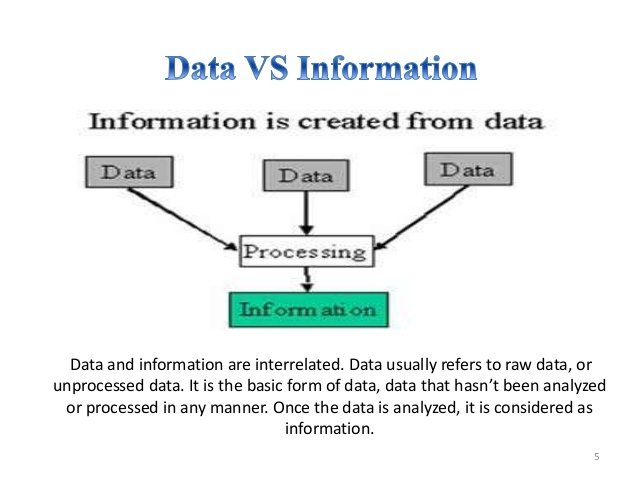 Data VS Information
Information is created from data
Data
Data
Data
Processing
Information
Data and information are interrelated. Data usually refers to raw data, or
unprocessed data. It is the basic form of data, data that hasn’t been analyzed
or processed in any manner. Once the data is analyzed, it is considered as
information.
5